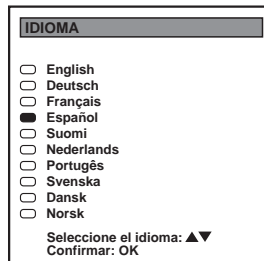 IDIOMA
English
Deutsch
Français
Español
Suomi
Nederlands
Portugês
Svenska
Dansk
Norsk
Seleccione el idioma: ▲▼
Confirmar: OK